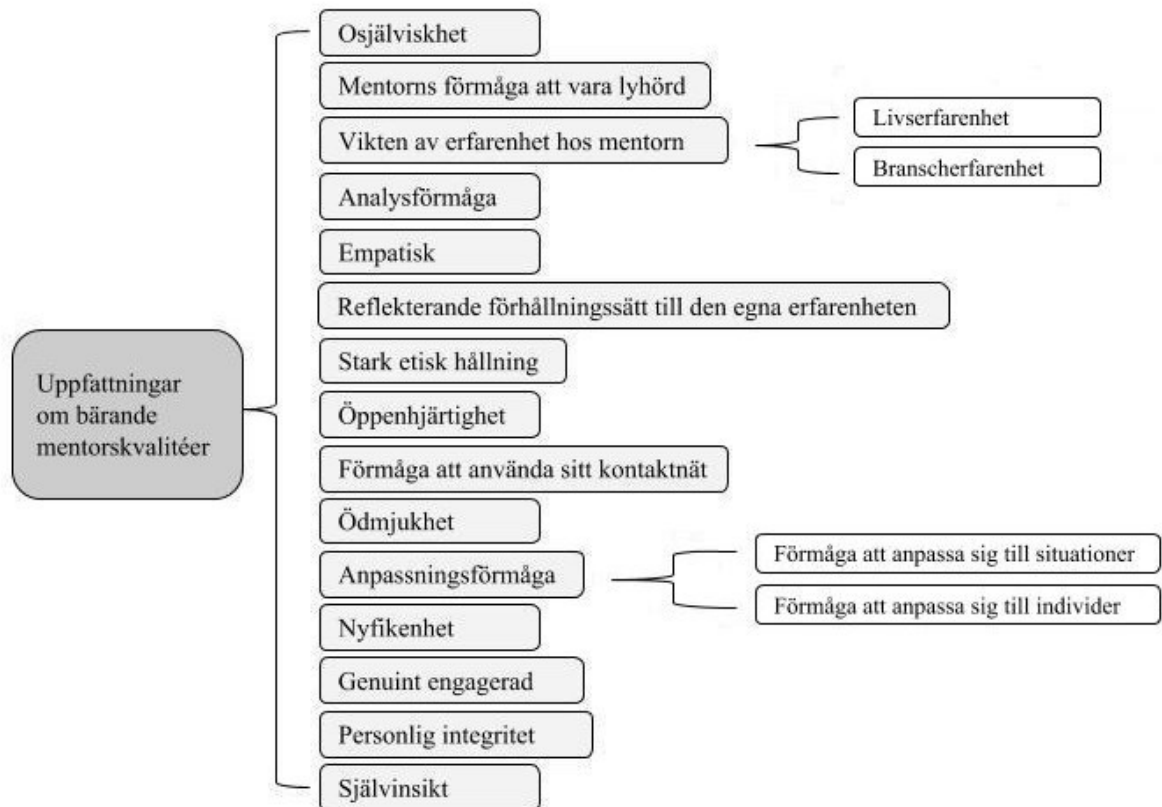 Osjälviskhet
Mentorns förmåga att vara lyhörd
Vikten av erfarenhet hos mentorn
Livserfarenhet
Branscherfarenhet
Analysförmåga
Empatisk
Reflekterande förhållningssätt till den egna erfarenheten
Stark etisk hållning
Uppfattningar
om bärande
mentorskvalitéer
Öppenhjärtighet
Förmåga att använda sitt kontaktnät
Ödmjukhet
Anpassningsförmåga
Förmåga att anpassa sig till situationer
Förmåga att anpassa sig till individer
Nyfikenhet
Genuint engagerad
Personlig integritet
Självinsikt